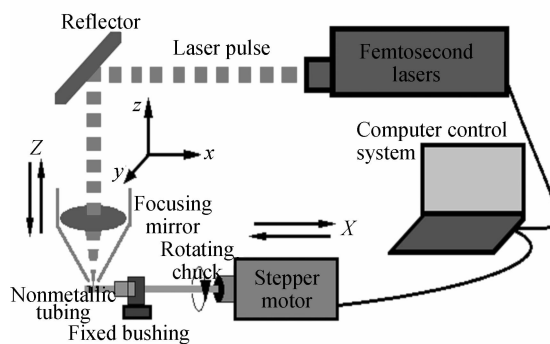 Reflector
Laser pulse
Femtosecond
lasers
z
x
y
Z
Computer control
system
Focusing
mirror
X
Rotating
chuck
Stepper
motor
Nonmetallic
tubing
Fixed bushing